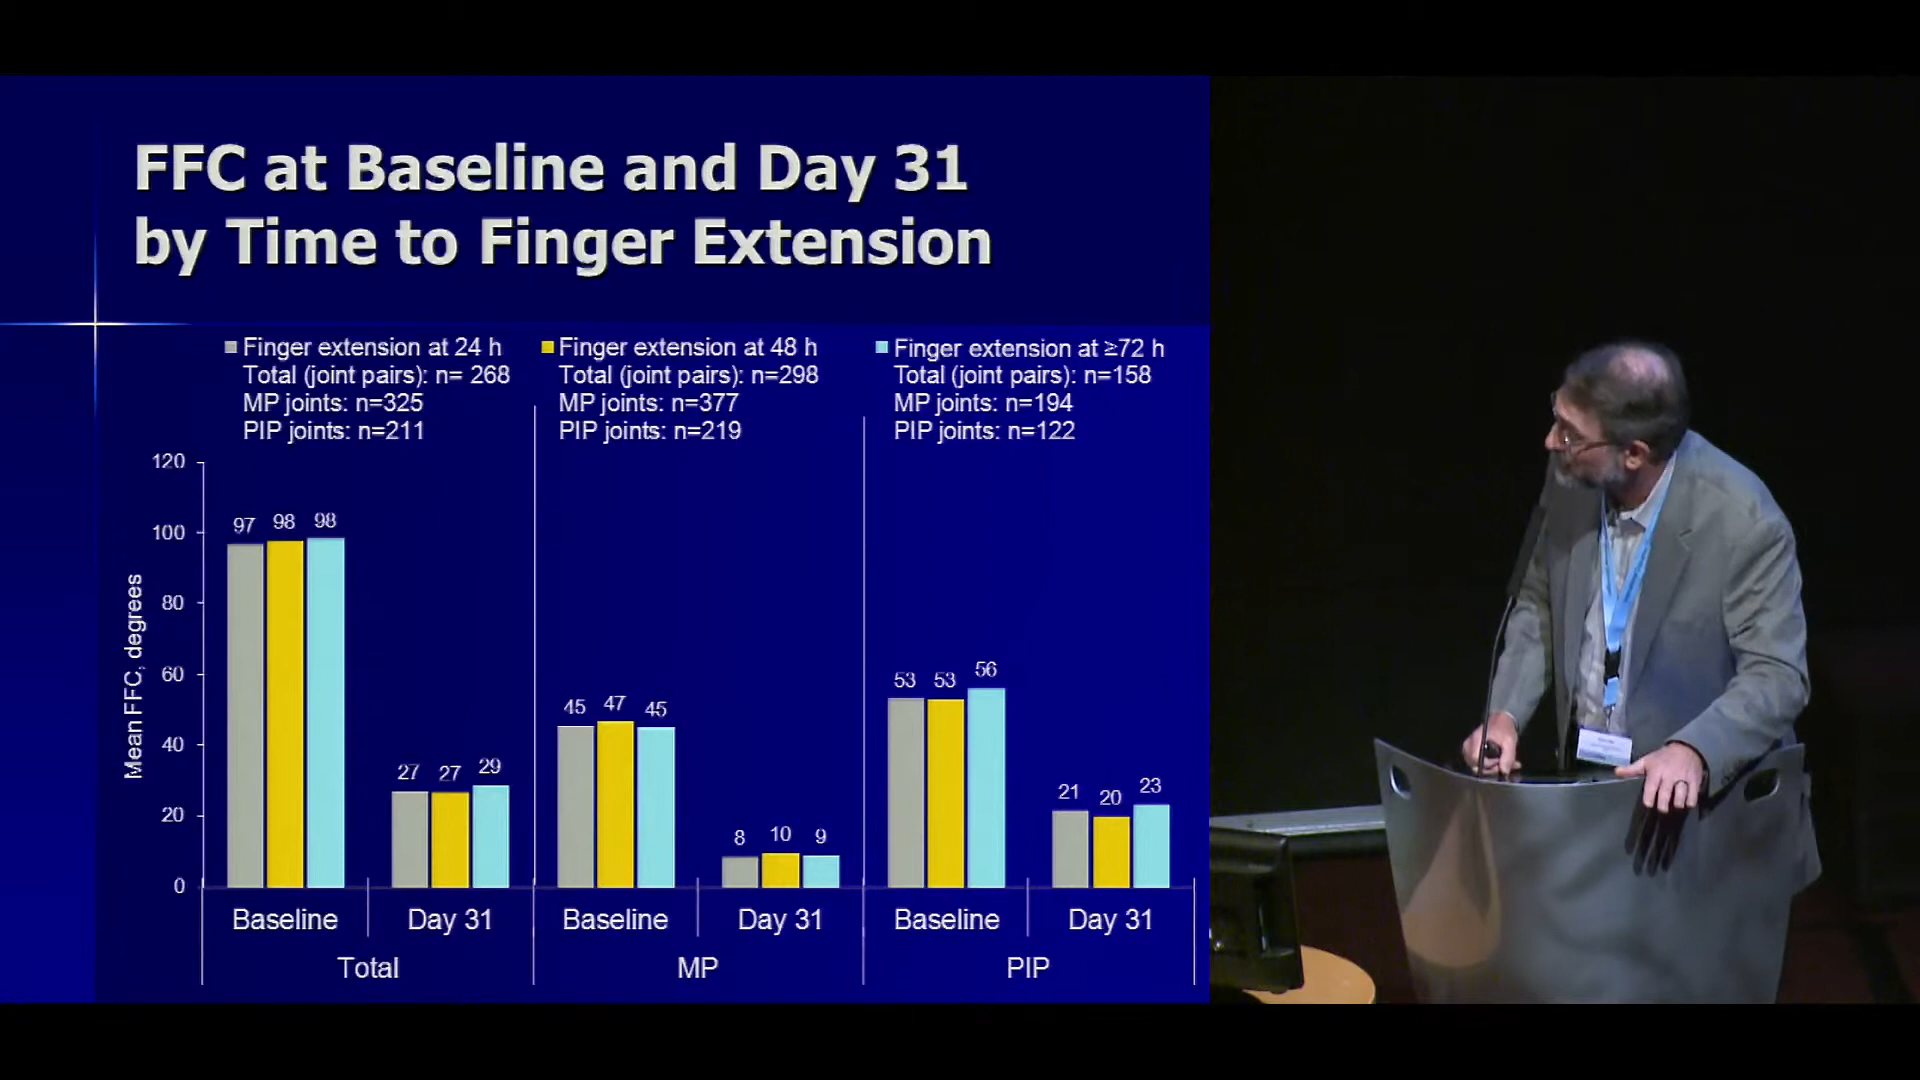 FFC at Baseline and Day 31
by Time to Finger Extension
Finger extension at 24 h
Total (joint pairs): n= 268
MP joints: n=325
PIP joints: n=211
Finger extension at 48 h
Total (joint pairs): n=298
MP joints: n=377
PIP joints: n=219
Finger extension at ≥72 h
Total (joint pairs): n=158
MP joints: n=194
PIP joints: n=122
Mean FFC, degrees
120
100
80
60
40
20
0
97 98 98
27 27 29
45 47 45
8 10 9
53 53 56
21 20 23
Baseline Day 31 Baseline Day 31 Baseline Day 31
Total MP PIP